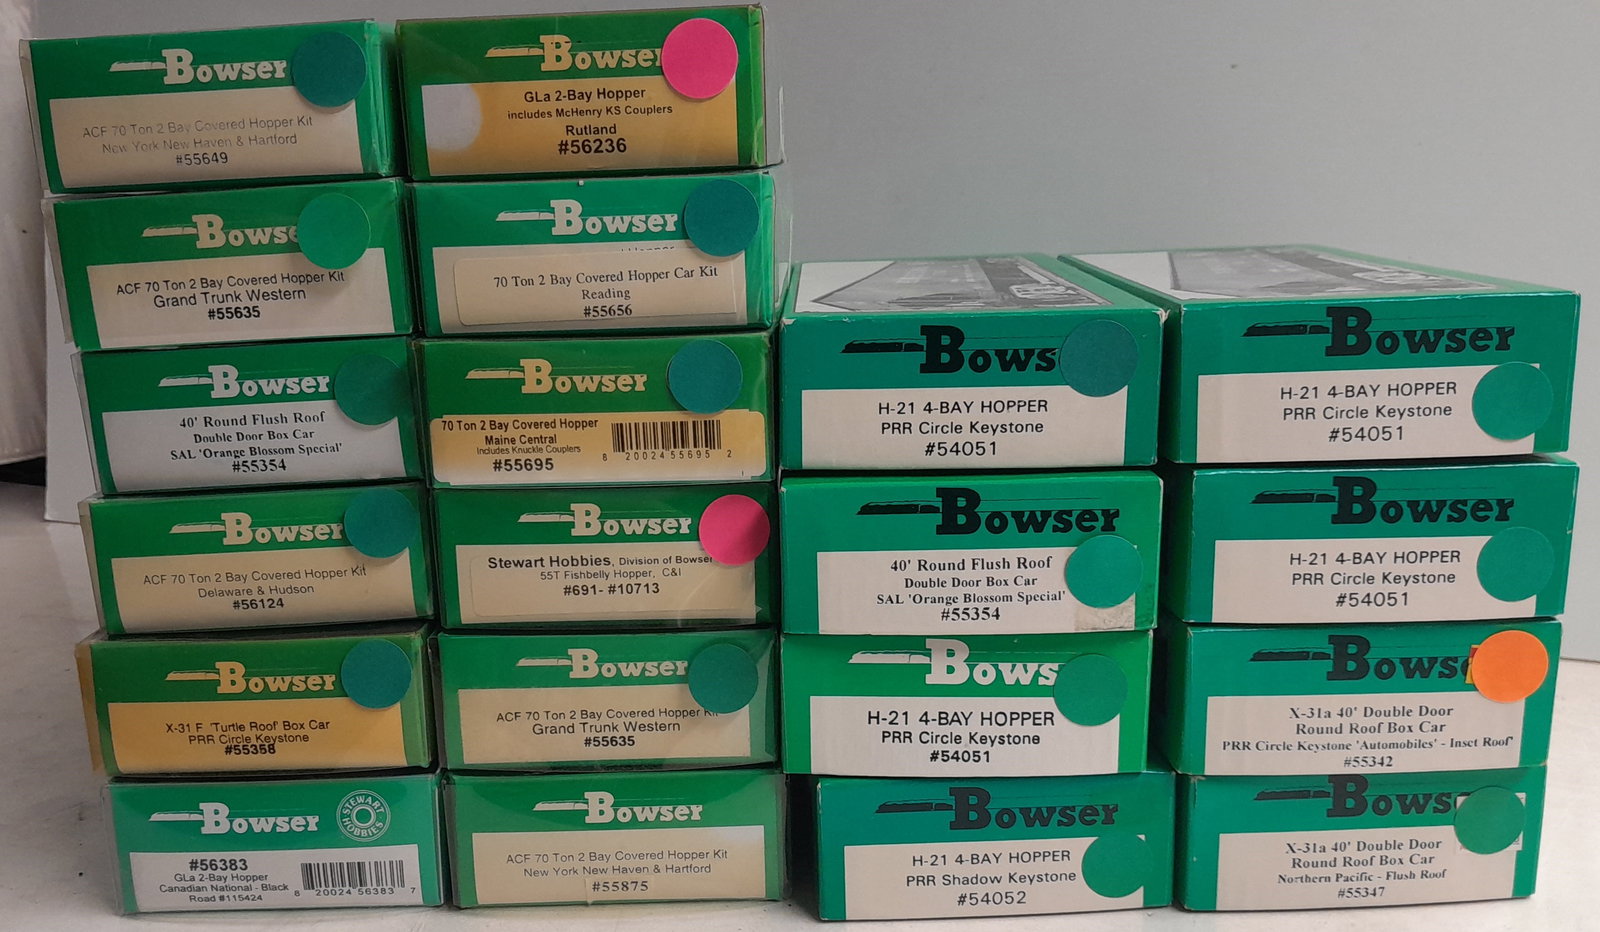 Bowser
ACF 70 Ton 2 Bay Covered Hopper Kit
New York New Haven & Hartford
#55649
Bowse
ACF 70 Ton 2 Bay Covered Hopper Kit
Grand Trunk Western
#55635
Bowser
40' Round Flush Roof
Double Door Box Car
SAL 'Orange Blossom Special'
#55354
Bowser
ACF 70 Ton 2 Bay Covered Hopper Kit
Delaware & Hudson
#56124
Bowser
X-31 F 'Turtle Roof' Box Car
PRR Circle Keystone
#55358
Bowser
STEWART HOBBIES
#56383
GLa 2-Bay Hopper
Canadian National - Black
Road #115424
8 20024 56383 7
Bowser
GLa 2-Bay Hopper
includes McHenry KS Couplers
Rutland
#56236
Bowser
70 Ton 2 Bay Covered Hopper Car Kit
Reading
#55656
Bowser
70 Ton 2 Bay Covered Hopper
Maine Central
Includes Knuckle Couplers
#55695
8 20024 55695 2
Bowser
Stewart Hobbies, Division of Bowser
55T Fishbelly Hopper, C&I
#691- #10713
Bowser
ACF 70 Ton 2 Bay Covered Hopper Kit
Grand Trunk Western
#55635
Bowser
ACF 70 Ton 2 Bay Covered Hopper Kit
New York New Haven & Hartford
#55875
Bows
H-21 4-BAY HOPPER
PRR Circle Keystone
#54051
Bowser
40' Round Flush Roof
Double Door Box Car
SAL 'Orange Blossom Special'
#55354
Bows
H-21 4-BAY HOPPER
PRR Circle Keystone
#54051
Bowser
H-21 4-BAY HOPPER
PRR Shadow Keystone
#54052
Bowser
H-21 4-BAY HOPPER
PRR Circle Keystone
#54051
Bowser
H-21 4-BAY HOPPER
PRR Circle Keystone
#54051
Bows
X-31a 40' Double Door
Round Roof Box Car
PRR Circle Keystone 'Automobiles' - Inset Roof'
#55342
Bows
X-31a 40' Double Door
Round Roof Box Car
Northern Pacific - Flush Roof
#55347